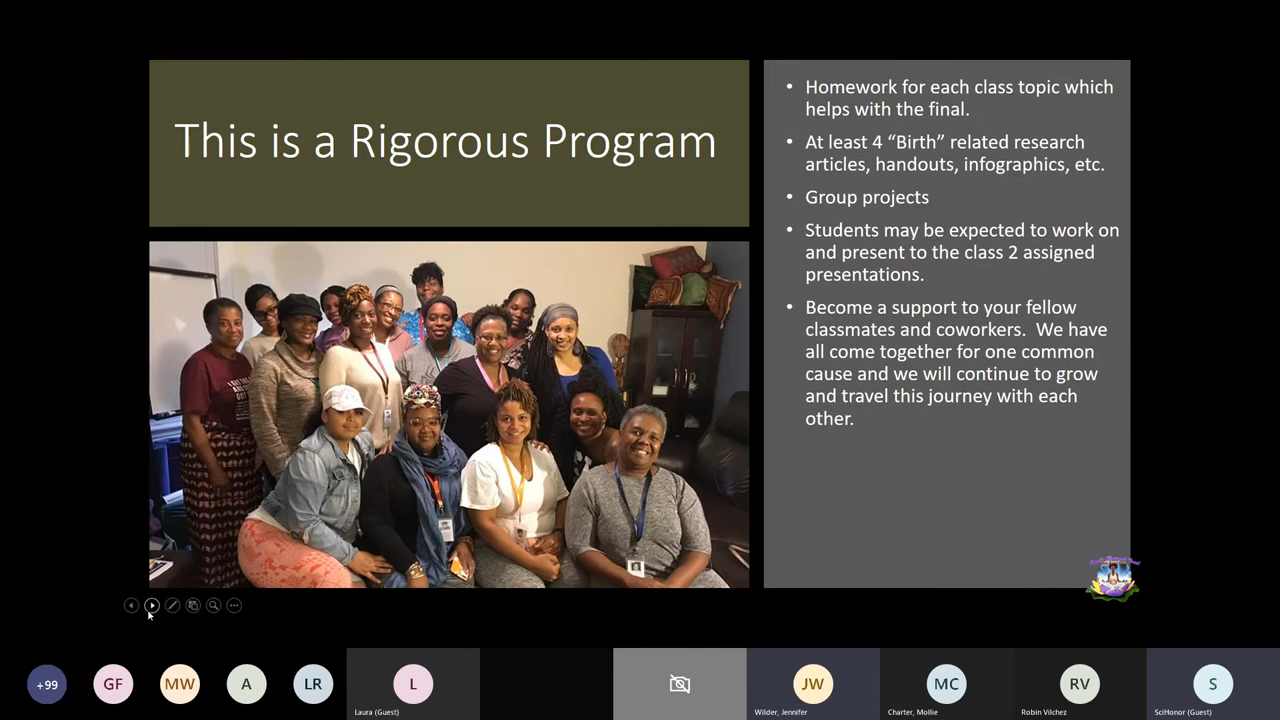 This is a Rigorous Program
• Homework for each class topic which
helps with the final.
• At least 4 “Birth” related research
articles, handouts, infographics, etc.
• Group projects
• Students may be expected to work on
and present to the class 2 assigned
presentations.
• Become a support to your fellow
classmates and coworkers.  We have
all come together for one common
cause and we will continue to grow
and travel this journey with each
other.
+99
GF
MW
A
LR
L
Laura (Guest)
JW
Wilder, Jennifer
MC
Charter, Mollie
RV
Robin Vilchez
S
SciHonor (Guest)